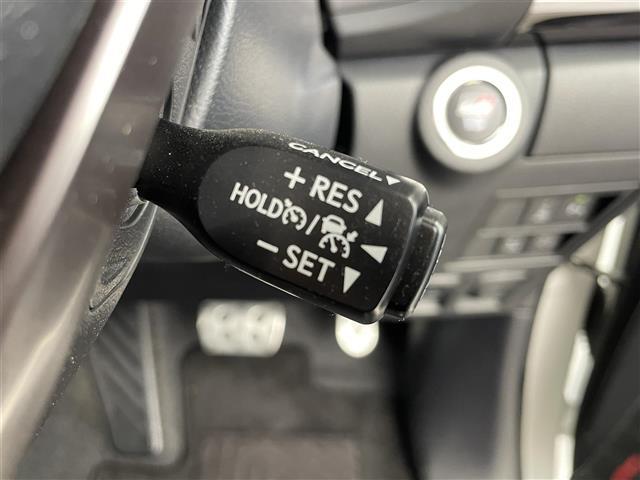 CANCEL
+ RES
HOLD /
− SET